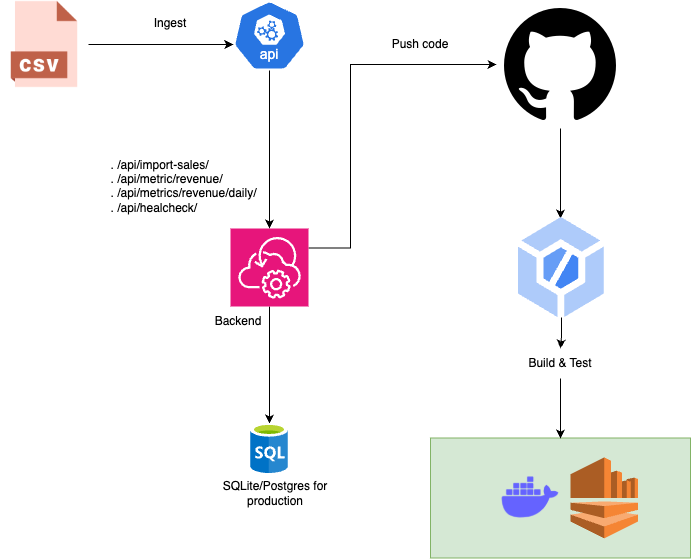 Ingest
CSV
api
Push code
. /api/import-sales/
. /api/metric/revenue/
. /api/metrics/revenue/daily/
. /api/healcheck/
Backend
Build & Test
SQL
SQLite/Postgres for
production